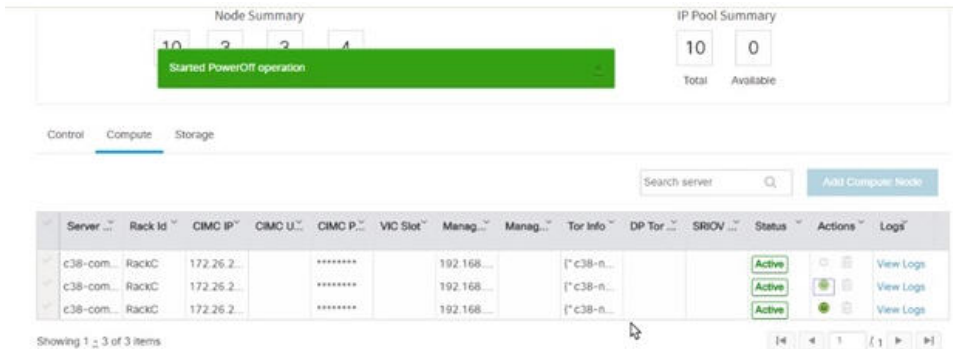 Node Summary
IP Pool Summary
10 3 3 4
10 0
Started PowerOff operation
Total Available
Control Compute Storage
Search server
Add Compute Node
Server ... Rack Id CIMC IP CIMC U... CIMC P... VIC Slot Manag... Manag... Tor Info DP Tor ... SRIOV ... Status Actions Logs
c38-com... RackC 172.26.2... ******** 192.168.... {"c38-n... Active View Logs
c38-com... RackC 172.26.2... ******** 192.168.... {"c38-n... Active View Logs
c38-com... RackC 172.26.2... ******** 192.168.... {"c38-n... Active View Logs
Showing 1 - 3 of 3 items
1 / 1